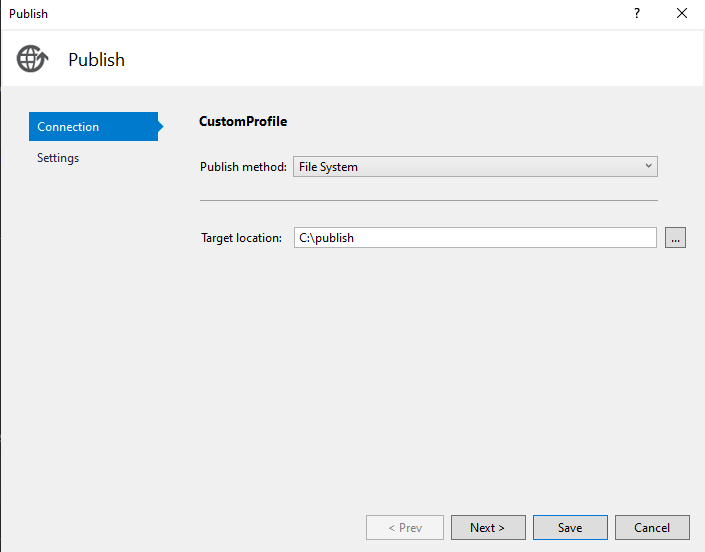 Publish
?
Publish
Connection
Settings
CustomProfile
Publish method: File System
Target location: C:\publish
...
< Prev Next > Save Cancel